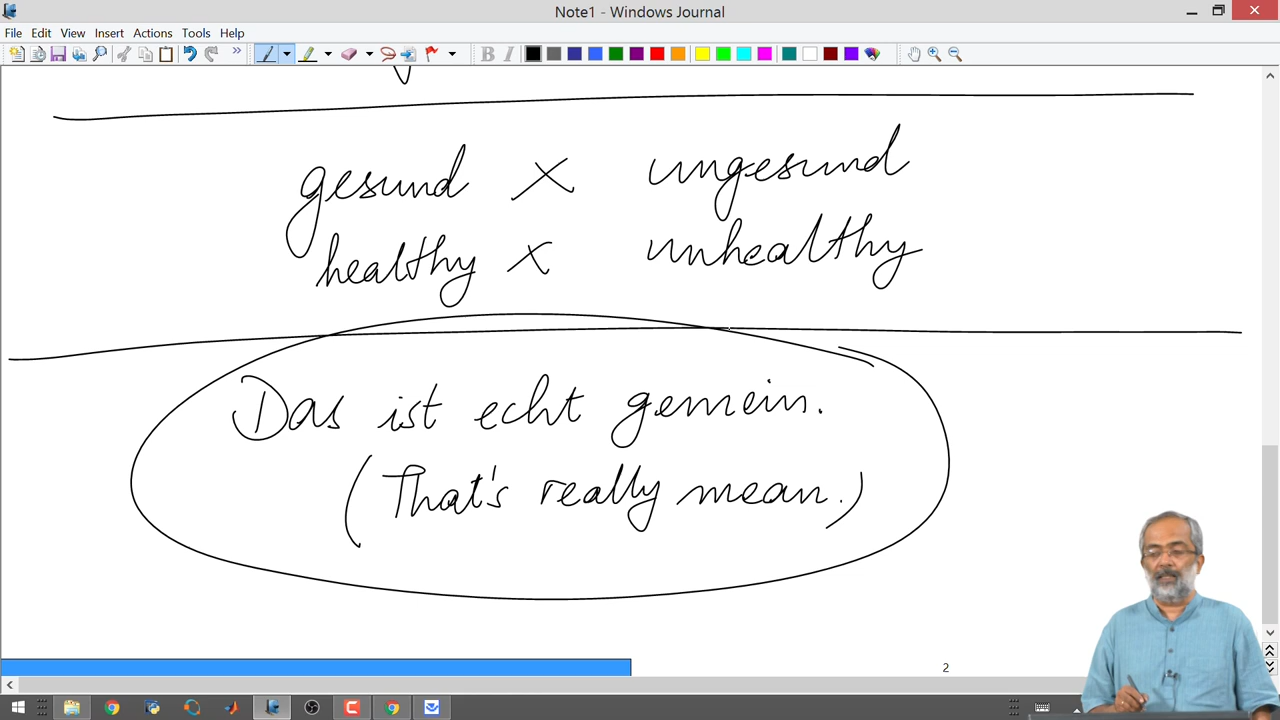 Note1 - Windows Journal
File Edit View Insert Actions Tools Help
gesund X ungesund
healthy X unhealthy
Das ist echt gemein.
(That's really mean.)
2